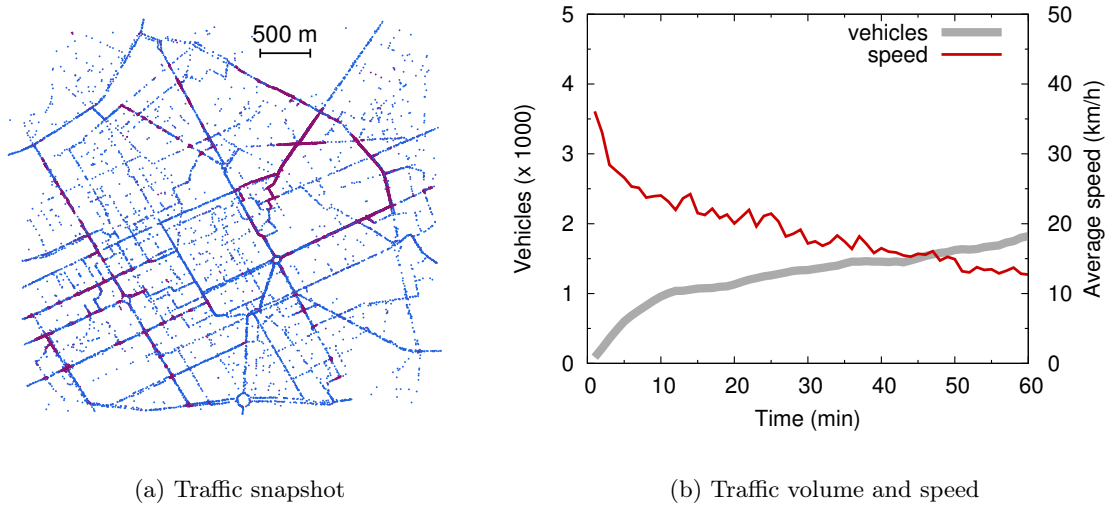 500 m
(a) Traffic snapshot
vehicles
speed
Vehicles (x 1000)
0
1
2
3
4
5
Average speed (km/h)
0
10
20
30
40
50
0 10 20 30 40 50 60
Time (min)
(b) Traffic volume and speed